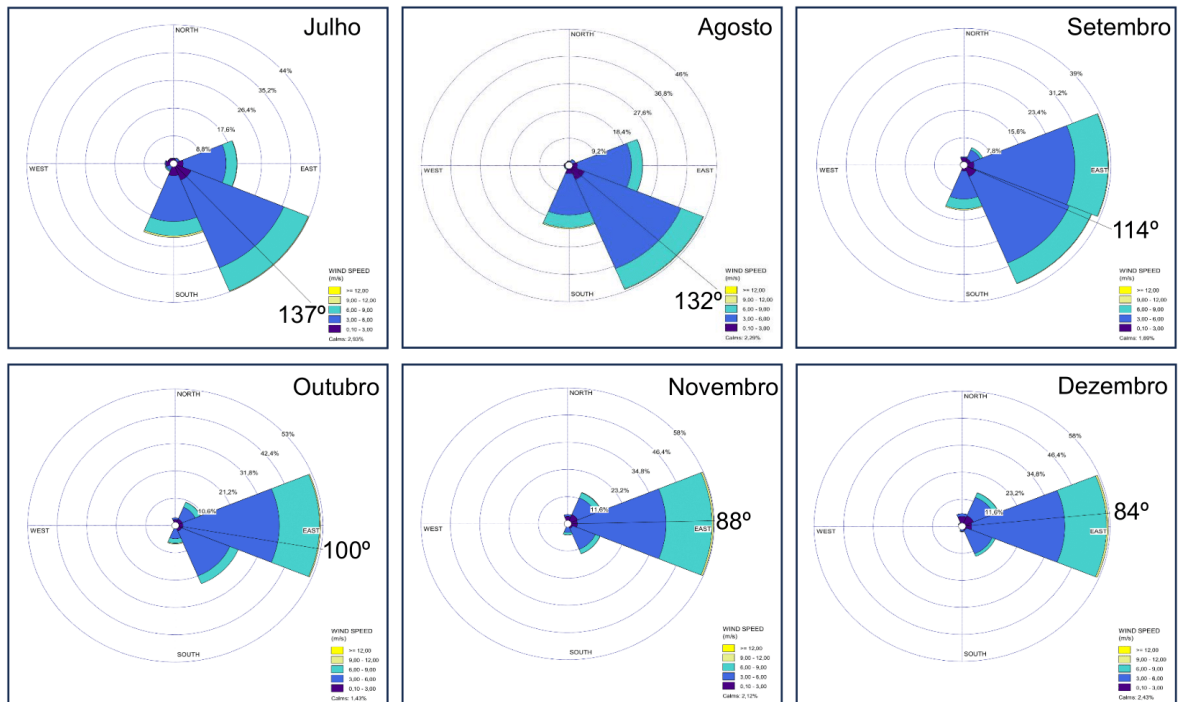 Julho
NORTH
44%
35,2%
26,4%
17,6%
8,8%
WEST
EAST
SOUTH
137º
WIND SPEED
(m/s)
>= 12,00
9,00 - 12,00
6,00 - 9,00
3,00 - 6,00
0,10 - 3,00
Agosto
NORTH
46%
36,8%
27,6%
18,4%
9,2%
WEST
EAST
SOUTH
132º
WIND SPEED
(m/s)
>= 12,00
9,00 - 12,00
6,00 - 9,00
3,00 - 6,00
0,10 - 3,00
Calms: 2,29%
Setembro
NORTH
39%
31,2%
23,4%
15,6%
7,8%
WEST
EAST
SOUTH
114º
WIND SPEED
(m/s)
>= 12,00
9,00 - 12,00
6,00 - 9,00
3,00 - 6,00
0,10 - 3,00
Calms: 1,89%
Outubro
NORTH
53%
42,4%
31,8%
21,2%
10,6%
WEST
EAST
SOUTH
100º
WIND SPEED
(m/s)
>= 12,00
9,00 - 12,00
6,00 - 9,00
3,00 - 6,00
0,10 - 3,00
Calms: 1,43%
Novembro
NORTH
58%
46,4%
34,8%
23,2%
11,6%
WEST
EAST
SOUTH
88º
WIND SPEED
(m/s)
>= 12,00
9,00 - 12,00
6,00 - 9,00
3,00 - 6,00
0,10 - 3,00
Calms: 2,12%
Dezembro
NORTH
58%
46,4%
34,8%
23,2%
11,6%
WEST
EAST
SOUTH
84º
WIND SPEED
(m/s)
>= 12,00
9,00 - 12,00
6,00 - 9,00
3,00 - 6,00
0,10 - 3,00
Calms: 2,43%